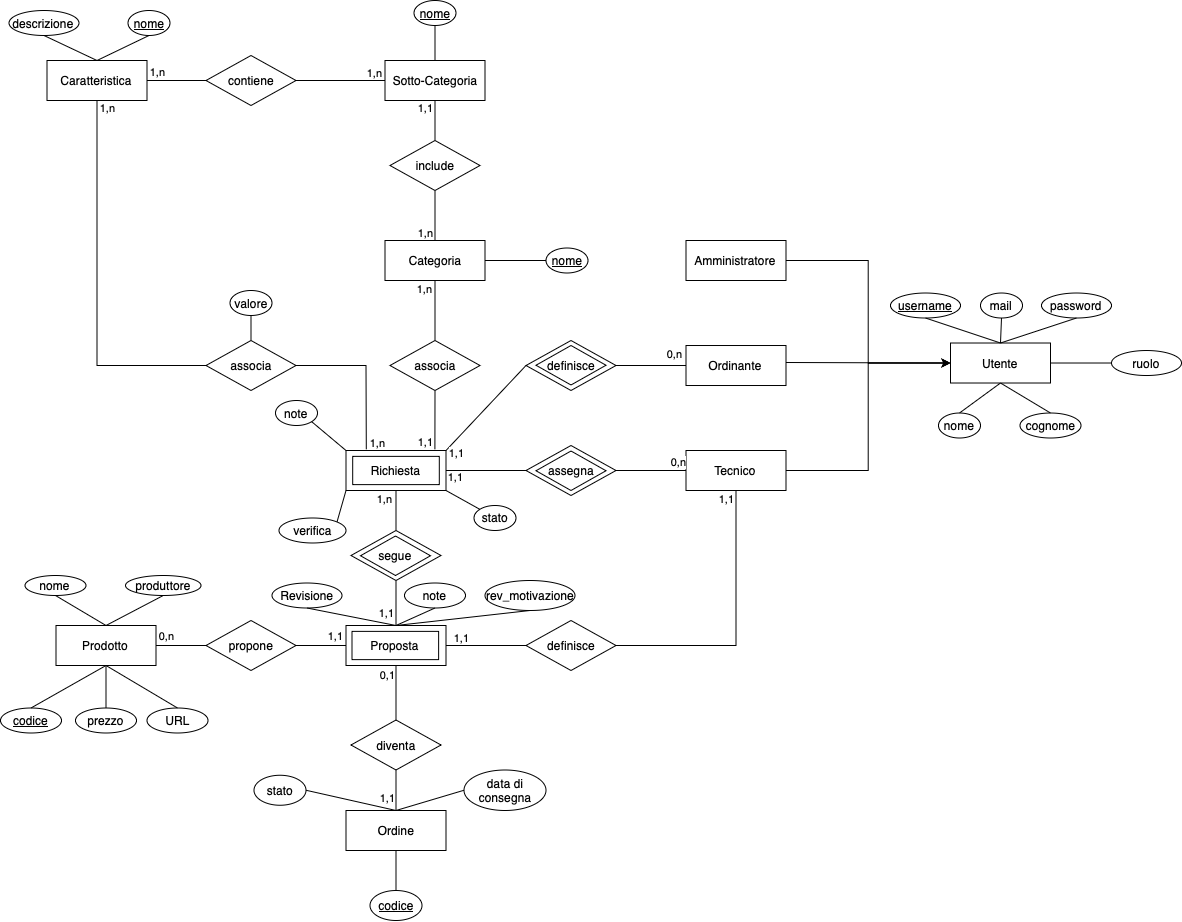 nome
descrizione
nome
Caratteristica
1,n
contiene
1,n
Sotto-Categoria
1,n
1,1
include
1,n
Categoria
nome
Amministratore
1,n
valore
username
mail
password
associa
associa
definisce
0,n
Ordinante
Utente
ruolo
note
nome
cognome
1,n
1,1
1,1
Richiesta
1,1
assegna
0,n
Tecnico
1,n
1,1
verifica
stato
segue
nome
produttore
Revisione
note
rev_motivazione
1,1
Prodotto
0,n
propone
1,1
Proposta
1,1
definisce
0,1
codice
prezzo
URL
diventa
stato
data di
consegna
1,1
Ordine
codice